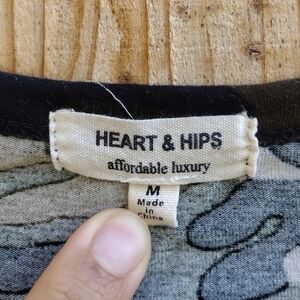 HEART & HIPS
affordable luxury
M
Made
in
China